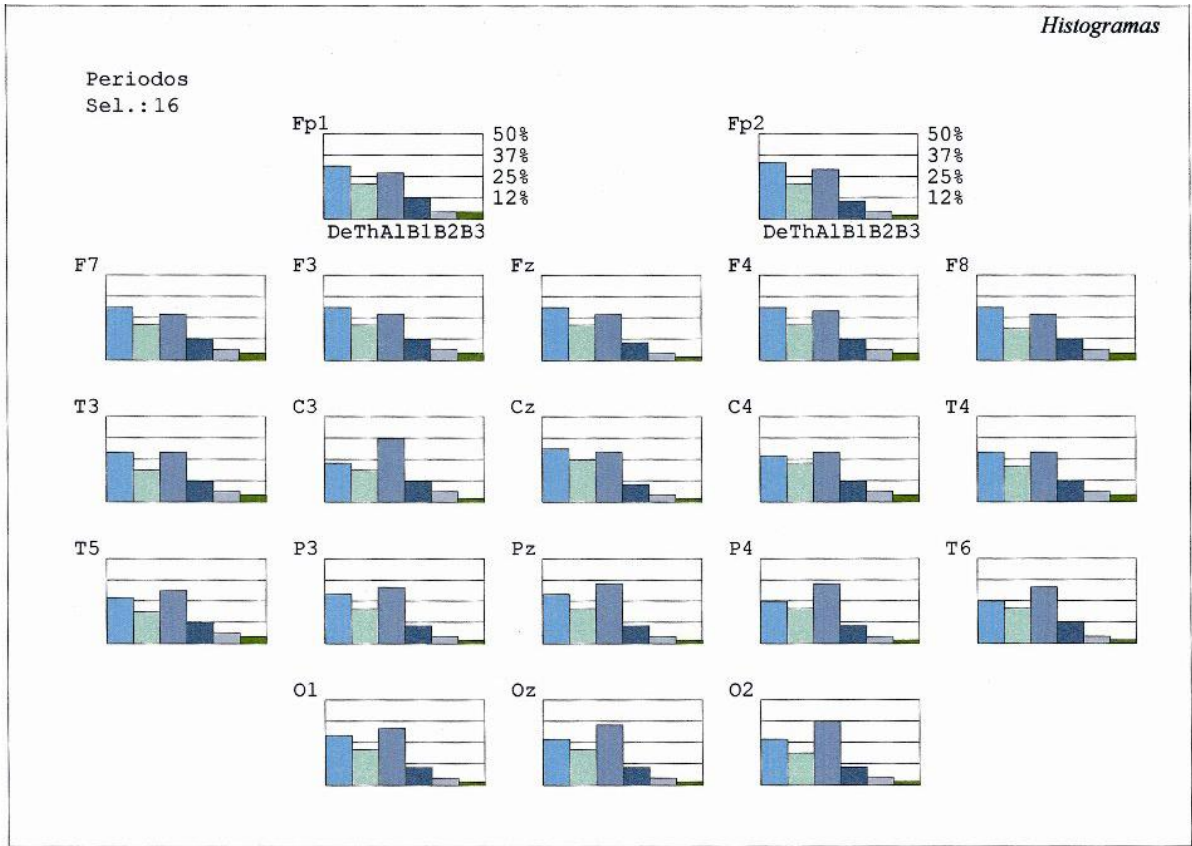 Histogramas
Periodos
Sel.:16
Fp1
50%
37%
25%
12%
DeThAlB1B2B3
Fp2
50%
37%
25%
12%
DeThAlB1B2B3
F7
F3
Fz
F4
F8
T3
C3
Cz
C4
T4
T5
P3
Pz
P4
T6
O1
Oz
O2